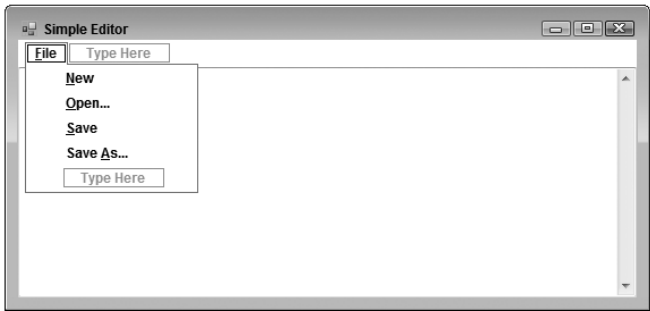 Simple Editor
File Type Here
New
Open...
Save
Save As...
Type Here